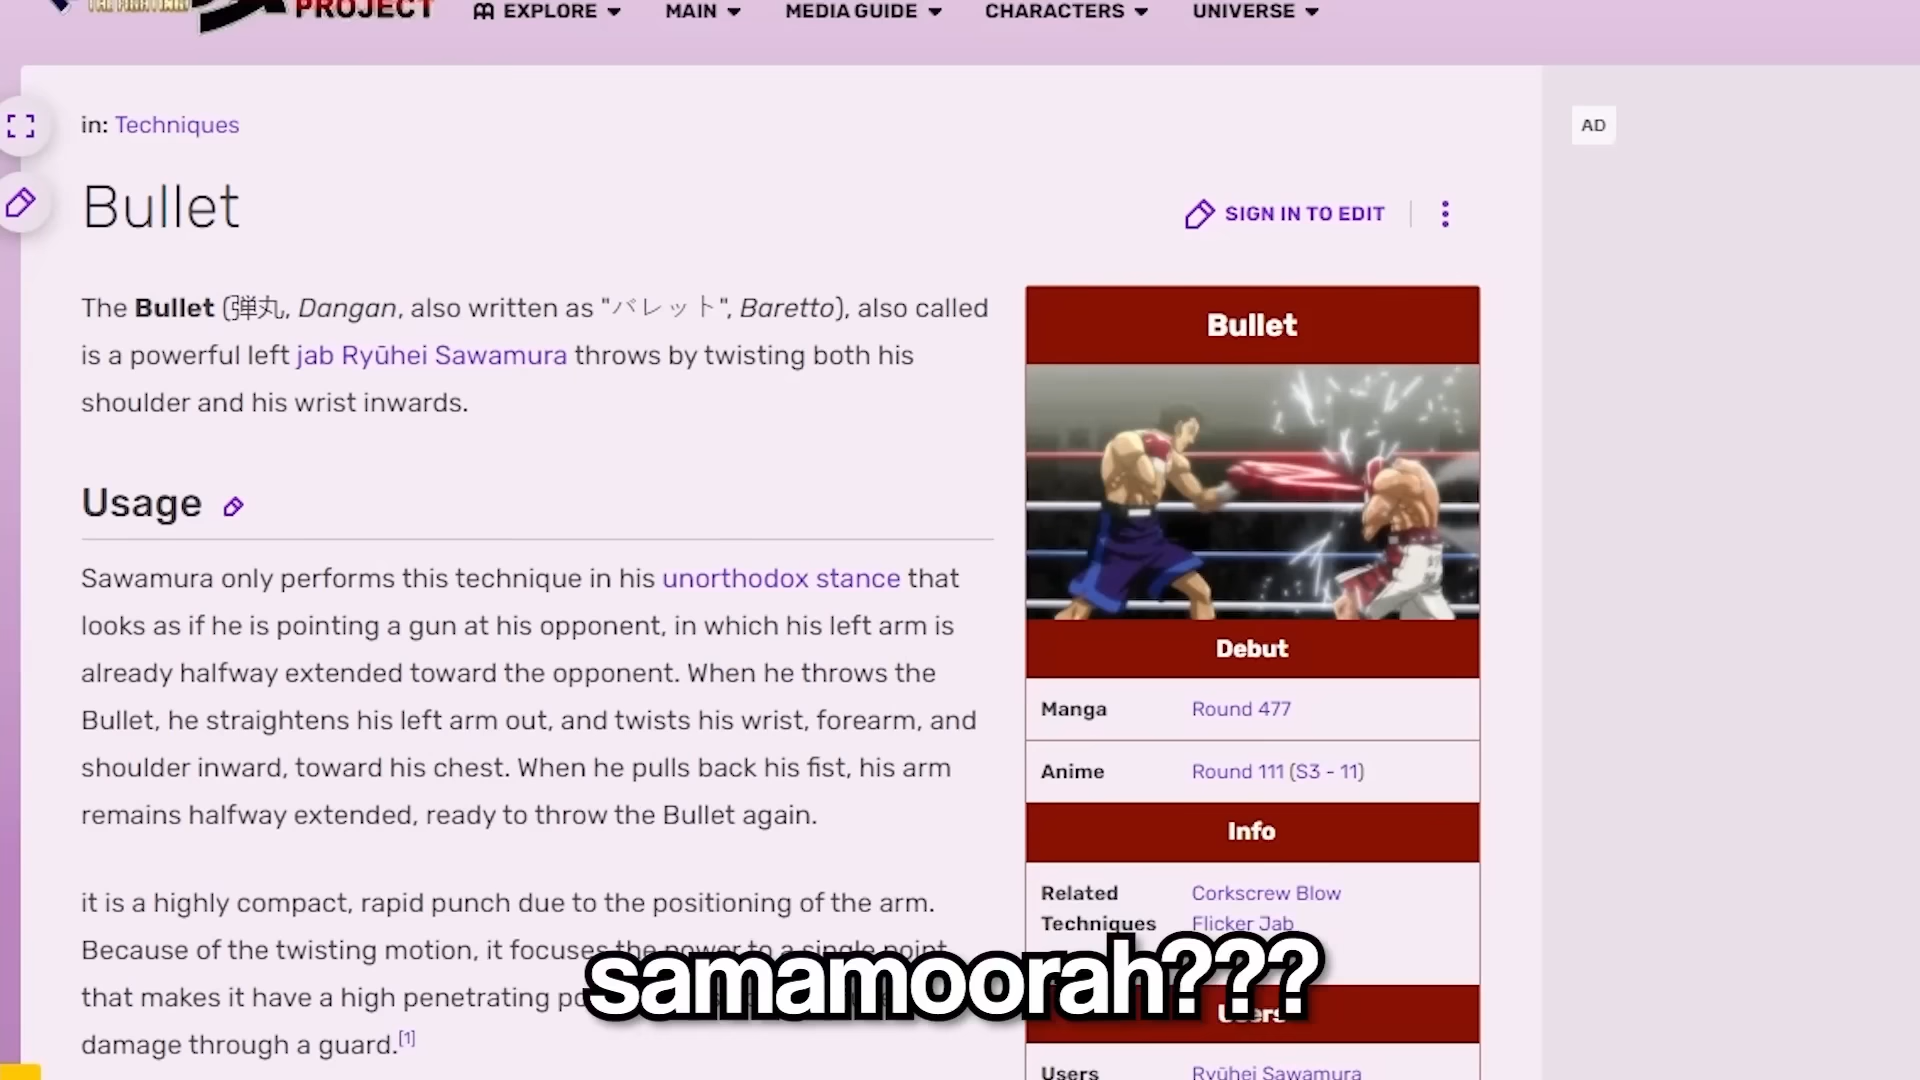 PROJECT
EXPLORE
MAIN
MEDIA GUIDE
CHARACTERS
UNIVERSE
in: Techniques
AD
Bullet
SIGN IN TO EDIT
The Bullet (弾丸, Dangan, also written as "バレット", Baretto), also called
is a powerful left jab Ryūhei Sawamura throws by twisting both his
shoulder and his wrist inwards.
Usage
Sawamura only performs this technique in his unorthodox stance that
looks as if he is pointing a gun at his opponent, in which his left arm is
already halfway extended toward the opponent. When he throws the
Bullet, he straightens his left arm out, and twists his wrist, forearm, and
shoulder inward, toward his chest. When he pulls back his fist, his arm
remains halfway extended, ready to throw the Bullet again.
it is a highly compact, rapid punch due to the positioning of the arm.
Because of the twisting motion, it focuses the power to a single point
that makes it have a high penetrating
damage through a guard.[1]
Bullet
Debut
Manga Round 477
Anime Round 111 (S3 - 11)
Info
Related Corkscrew Blow
Techniques Flicker Jab
Users
Users Ryūhei Sawamura
samamoorah???